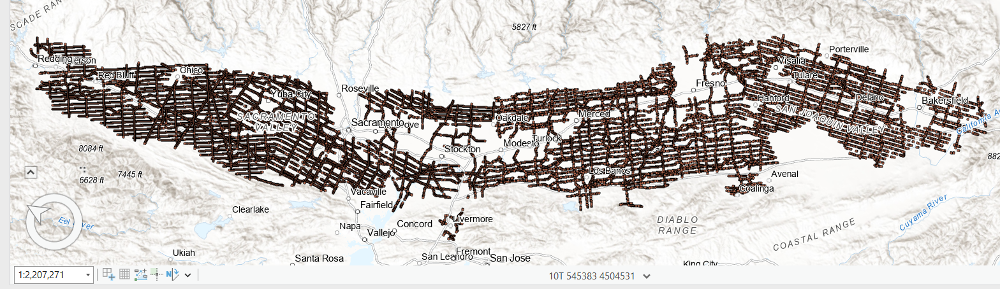 SCADE RAN
5827 ft
Porterville
Redding
erson
Visalia
Chico
Red Bluff
Tulare
Roseville
Fresno
Yuba City
Hanford
Delano
Bakersfield
SAN JOAQUIN VALLEY
Merced
SACRAMENTO
VALLEY
Oakdale
Sacramento
ove
California A
Turlock
Modesto
Stockton
8084 ft
882
7445 ft
Los Banos
Avenal
6628 ft
Coalinga
Vacaville
Fairfield
Clearlake
Eel River
Livermore
Cuyama River
DIABLO
RANGE
Concord
Napa
Vallejo
COASTAL RANGE
Ukiah
Fremont
San Leandro
San Jose
Santa Rosa
King City
1:2,207,271
N
10T 545383 4504531